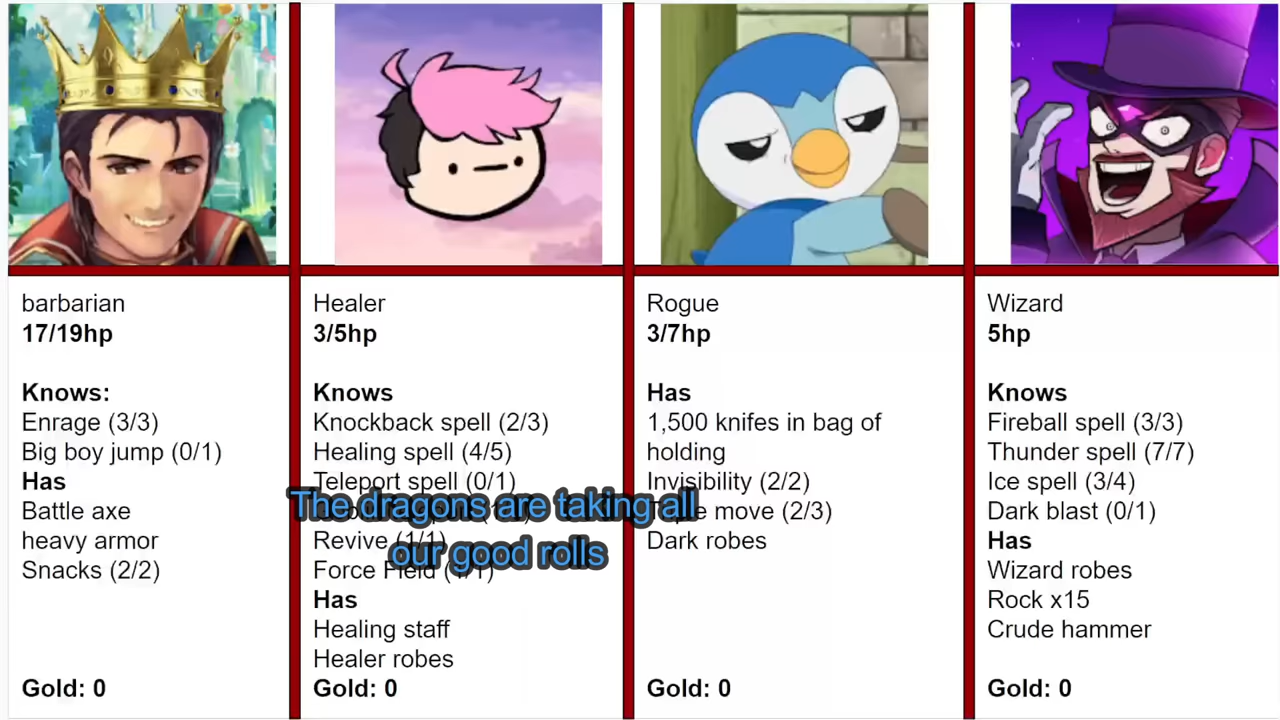 barbarian
17/19hp
Knows:
Enrage (3/3)
Big boy jump (0/1)
Has
Battle axe
heavy armor
Snacks (2/2)
Gold: 0
Healer
3/5hp
Knows
Knockback spell (2/3)
Healing spell (4/5)
Teleport spell (0/1)
Revive (1/1)
Force Field
Has
Healing staff
Healer robes
Gold: 0
Rogue
3/7hp
Has
1,500 knifes in bag of
holding
Invisibility (2/2)
move (2/3)
Dark robes
Gold: 0
Wizard
5hp
Knows
Fireball spell (3/3)
Thunder spell (7/7)
Ice spell (3/4)
Dark blast (0/1)
Has
Wizard robes
Rock x15
Crude hammer
Gold: 0
The dragons are taking all
our good rolls